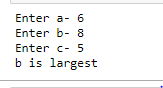 Enter a- 6
Enter b- 8
Enter c- 5
b is largest